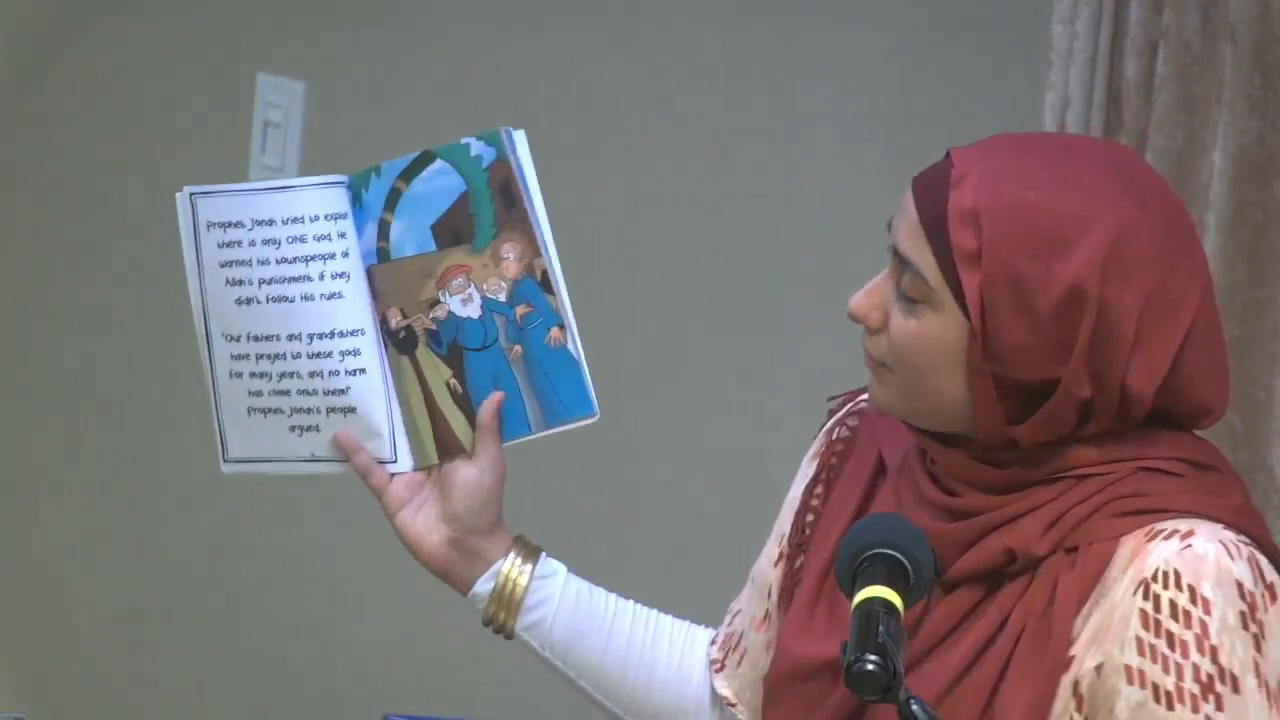 Prophet Jonah tried to explain
there is only ONE God. He
warned his townspeople of
Allah's punishment if they
didn't follow His rules.
"Our fathers and grandfathers
have prayed to these gods
for many years, and no harm
has come onto them!"
Prophet Jonah's people
argued.